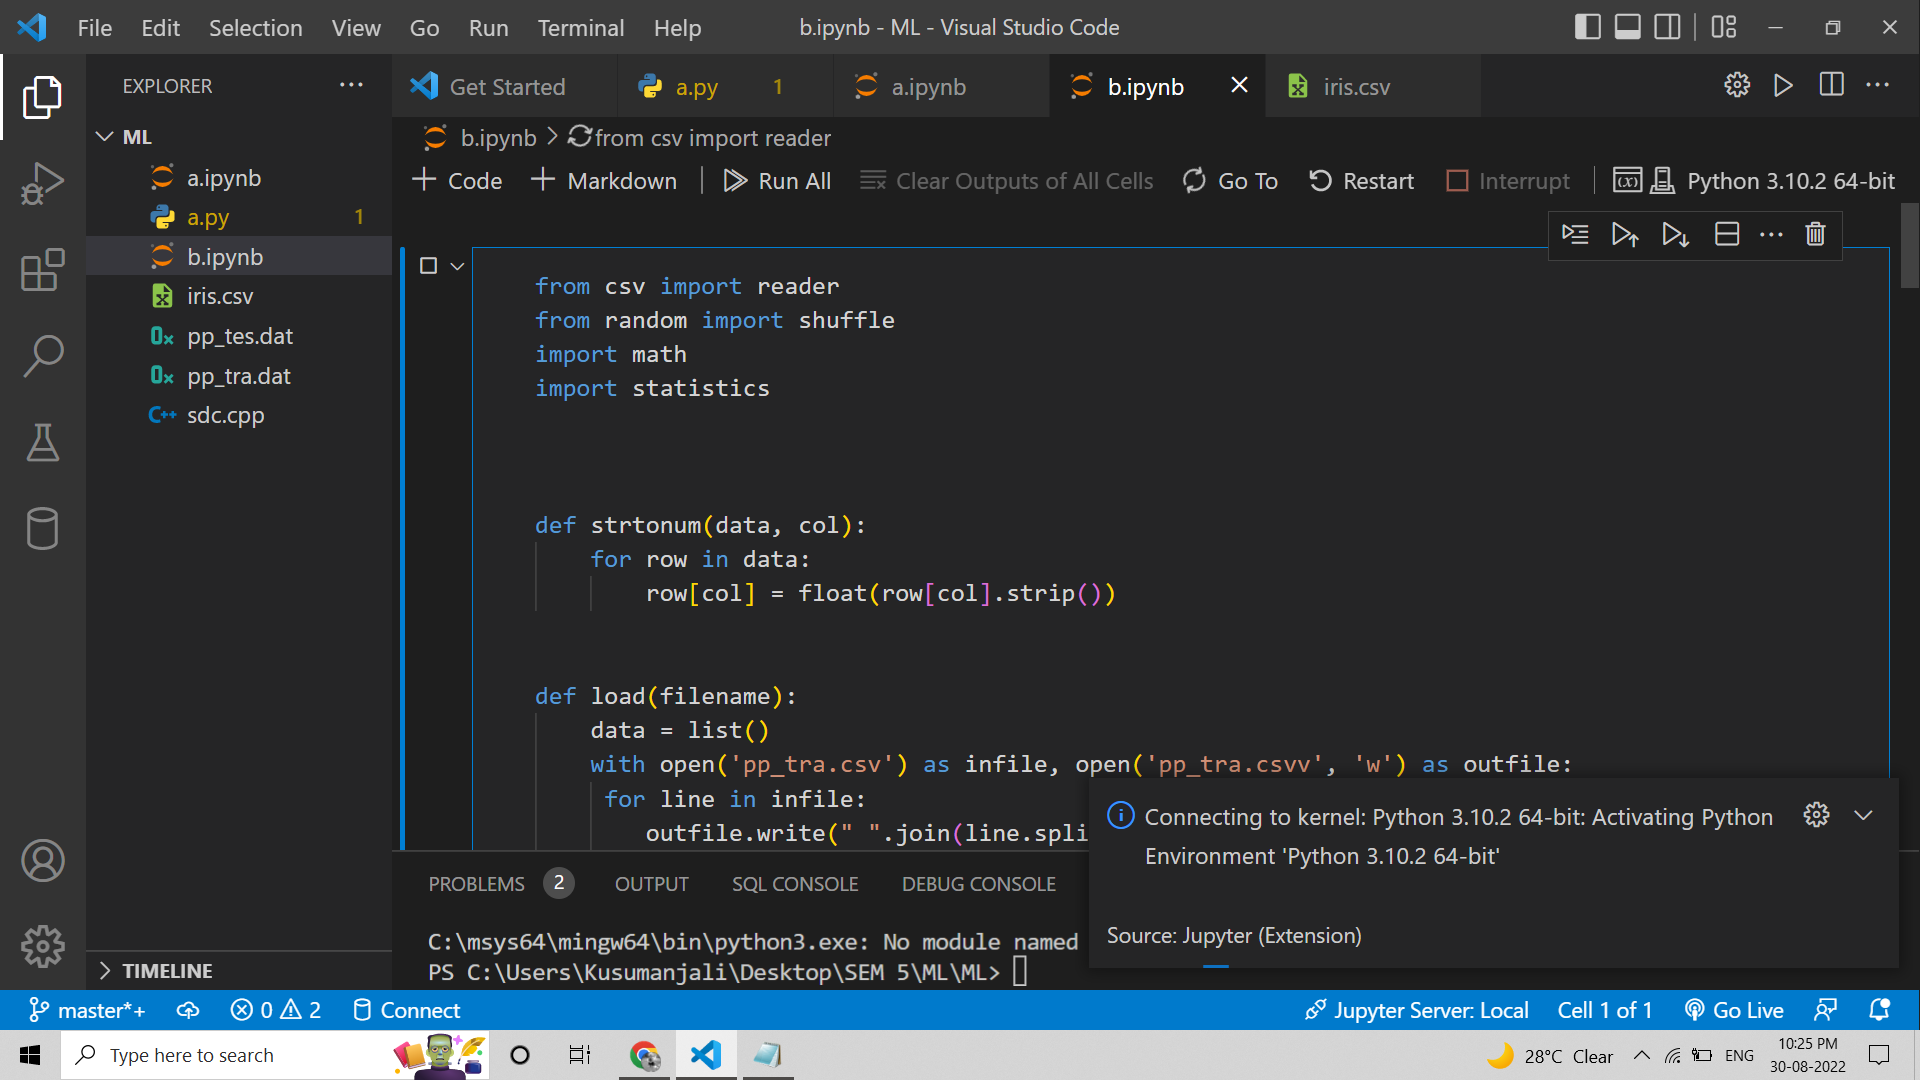 File Edit Selection View Go Run Terminal Help b.ipynb - ML - Visual Studio Code
EXPLORER
Get Started a.py 1 a.ipynb b.ipynb iris.csv
ML
b.ipynb from csv import reader
a.ipynb
a.py 1
b.ipynb
iris.csv
pp_tes.dat
pp_tra.dat
C++ sdc.cpp
TIMELINE
Code Markdown Run All Clear Outputs of All Cells Go To Restart Interrupt Python 3.10.2 64-bit
from csv import reader
from random import shuffle
import math
import statistics
def strtonum(data, col):
for row in data:
row[col] = float(row[col].strip())
def load(filename):
data = list()
with open('pp_tra.csv') as infile, open('pp_tra.csvv', 'w') as outfile:
for line in infile:
outfile.write(" ".join(line.spli
Connecting to kernel: Python 3.10.2 64-bit: Activating Python
Environment 'Python 3.10.2 64-bit'
Source: Jupyter (Extension)
PROBLEMS 2 OUTPUT SQL CONSOLE DEBUG CONSOLE
C:\msys64\mingw64\bin\python3.exe: No module named
PS C:\Users\Kusumanjali\Desktop\SEM 5\ML\ML>
master*+ 0 2 Connect Jupyter Server: Local Cell 1 of 1 Go Live
Type here to search 28°C Clear ENG 10:25 PM
30-08-2022